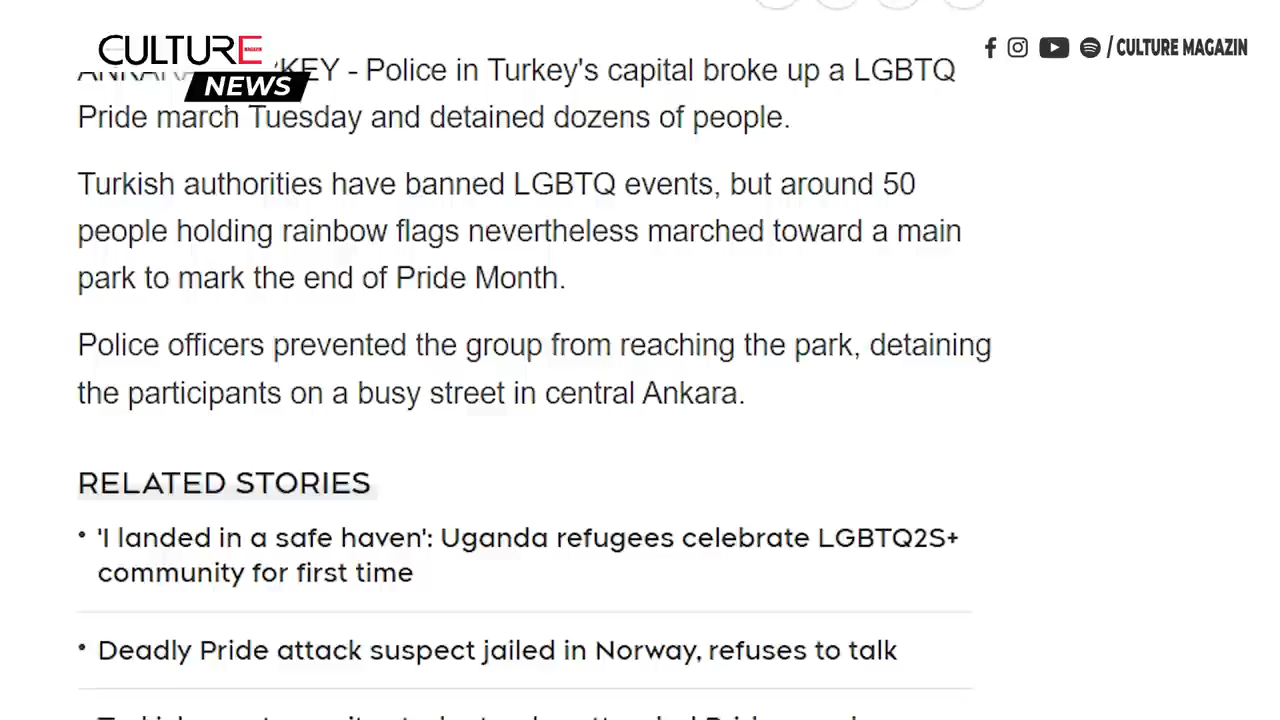 CULTURE
MAGAZIN
NEWS
/ CULTURE MAGAZIN
KEY - Police in Turkey's capital broke up a LGBTQ
Pride march Tuesday and detained dozens of people.
Turkish authorities have banned LGBTQ events, but around 50
people holding rainbow flags nevertheless marched toward a main
park to mark the end of Pride Month.
Police officers prevented the group from reaching the park, detaining
the participants on a busy street in central Ankara.
RELATED STORIES
• 'I landed in a safe haven': Uganda refugees celebrate LGBTQ2S+
community for first time
• Deadly Pride attack suspect jailed in Norway, refuses to talk